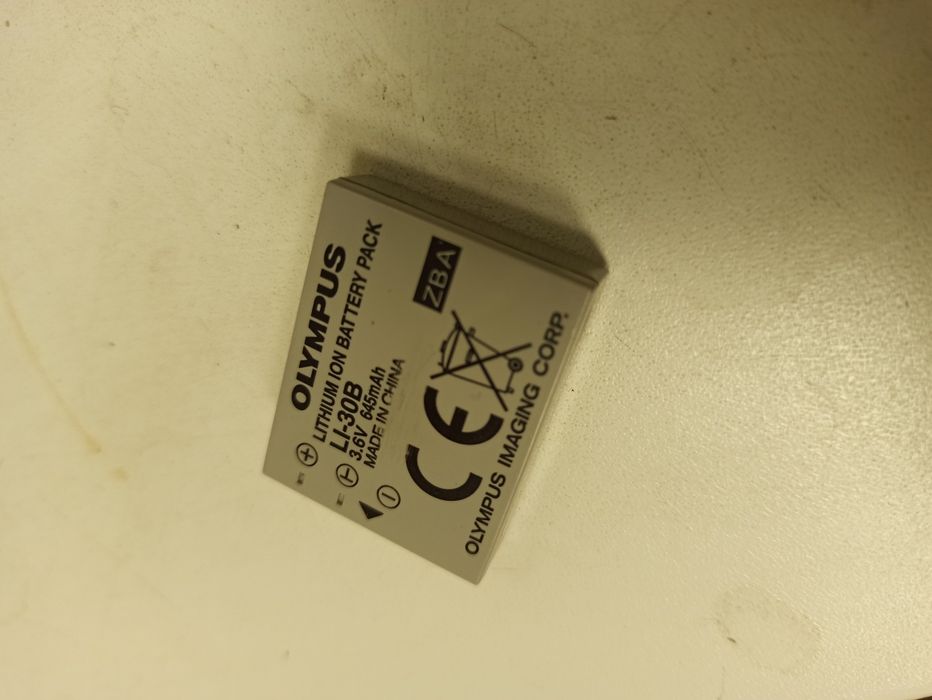 OLYMPUS
LITHIUM ION BATTERY PACK
LI-30B
3.6V 645mAh
MADE IN CHINA
ZBA
CE
OLYMPUS IMAGING CORP.